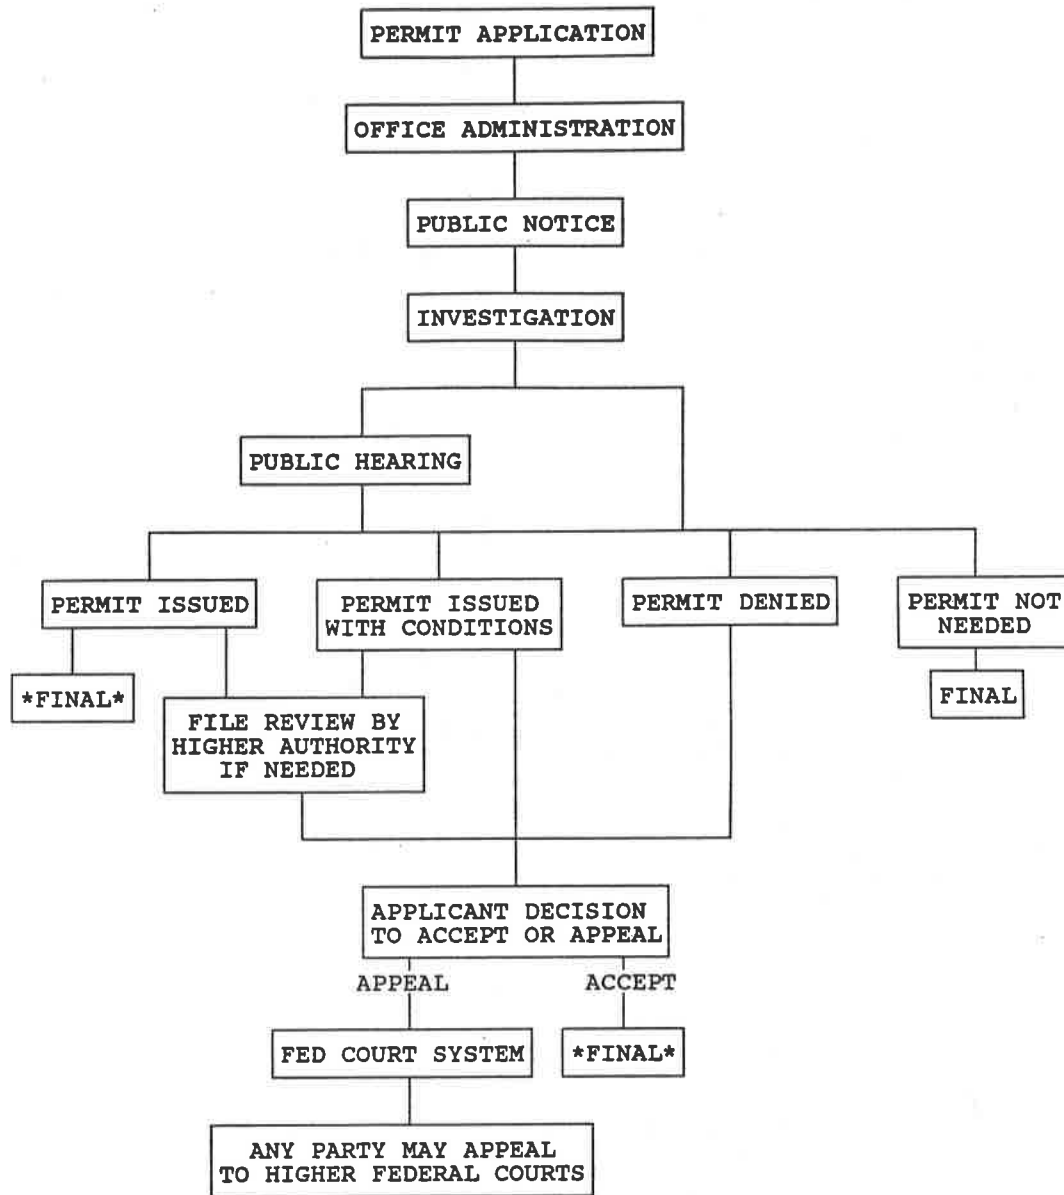 PERMIT APPLICATION
OFFICE ADMINISTRATION
PUBLIC NOTICE
INVESTIGATION
PUBLIC HEARING
PERMIT ISSUED
*FINAL*
PERMIT ISSUED
WITH CONDITIONS
PERMIT DENIED
PERMIT NOT
NEEDED
FINAL
FILE REVIEW BY
HIGHER AUTHORITY
IF NEEDED
APPLICANT DECISION
TO ACCEPT OR APPEAL
APPEAL
ACCEPT
FED COURT SYSTEM
*FINAL*
ANY PARTY MAY APPEAL
TO HIGHER FEDERAL COURTS